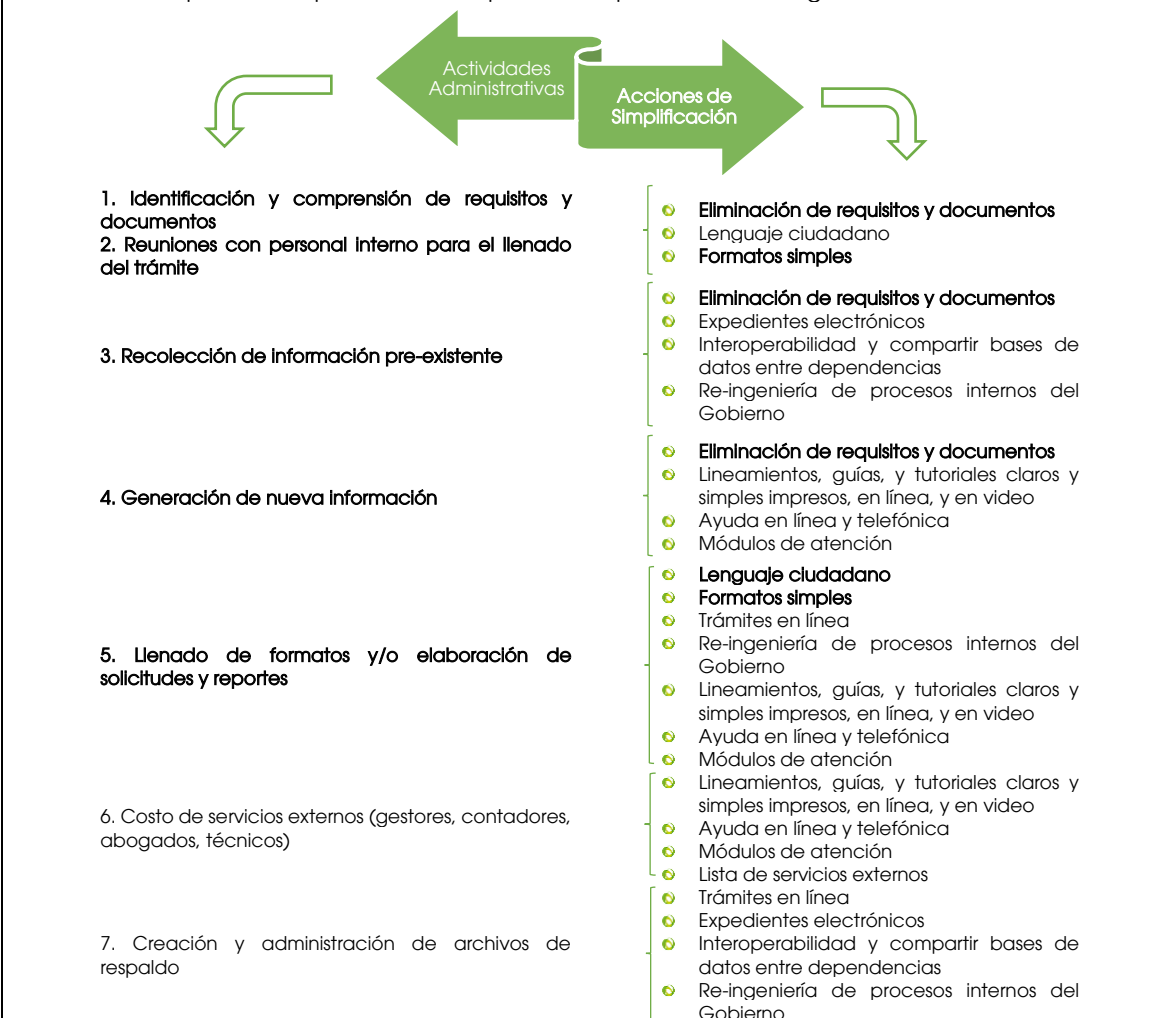 Actividades
Administrativas
Acciones de
Simplificación
1. Identificación y comprensión de requisitos y
documentos
2. Reuniones con personal interno para el llenado
del trámite
Eliminación de requisitos y documentos
Lenguaje ciudadano
Formatos simples
3. Recolección de información pre-existente
Eliminación de requisitos y documentos
Expedientes electrónicos
Interoperabilidad y compartir bases de
datos entre dependencias
Re-ingeniería de procesos internos del
Gobierno
4. Generación de nueva información
Eliminación de requisitos y documentos
Lineamientos, guías, y tutoriales claros y
simples impresos, en línea, y en video
Ayuda en línea y telefónica
Módulos de atención
5. Llenado de formatos y/o elaboración de
solicitudes y reportes
Lenguaje ciudadano
Formatos simples
Trámites en línea
Re-ingeniería de procesos internos del
Gobierno
Lineamientos, guías, y tutoriales claros y
simples impresos, en línea, y en video
Ayuda en línea y telefónica
Módulos de atención
6. Costo de servicios externos (gestores, contadores,
abogados, técnicos)
Lineamientos, guías, y tutoriales claros y
simples impresos, en línea, y en video
Ayuda en línea y telefónica
Módulos de atención
Lista de servicios externos
7. Creación y administración de archivos de
respaldo
Trámites en línea
Expedientes electrónicos
Interoperabilidad y compartir bases de
datos entre dependencias
Re-ingeniería de procesos internos del
Gobierno